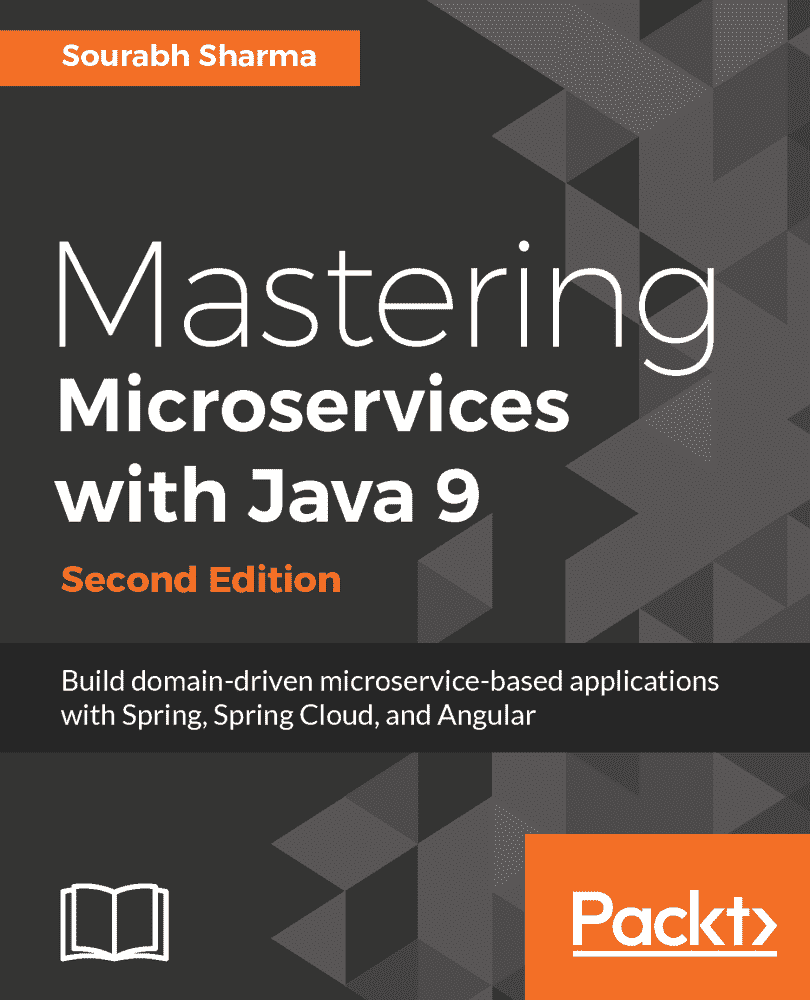 Sourabh Sharma
Mastering
Microservices
with Java 9
Second Edition
Build domain-driven microservice-based applications
with Spring, Spring Cloud, and Angular
Packt>